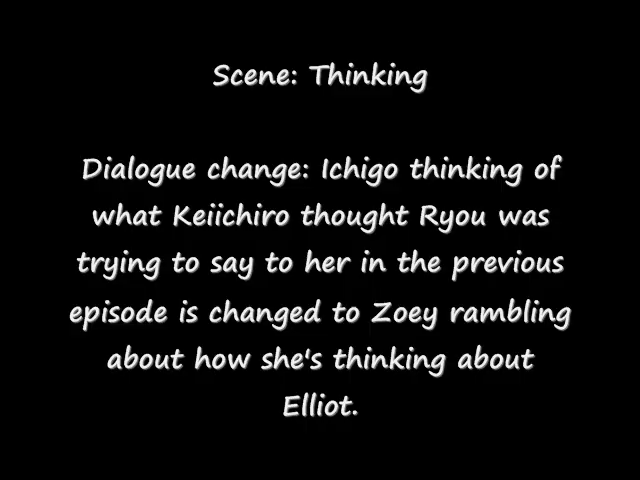 Scene: Thinking
Dialogue change: Ichigo thinking of
what Keiichiro thought Ryou was
trying to say to her in the previous
episode is changed to Zoey rambling
about how she's thinking about
Elliot.